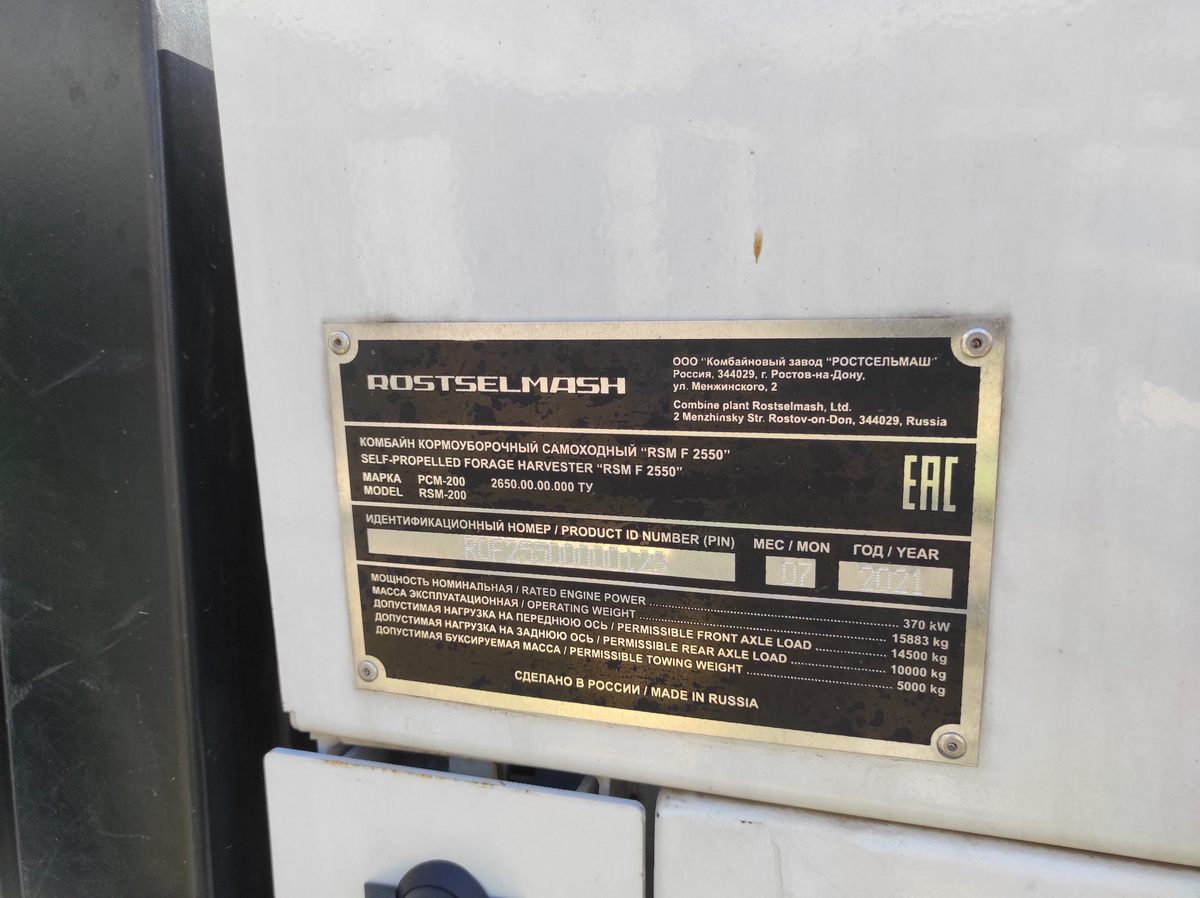 ROSTSELMASH
ООО "Комбайновый завод "РОСТСЕЛЬМАШ"
Россия, 344029, г. Ростов-на-Дону,
ул. Менжинского, 2
Combine plant Rostselmash, Ltd.
2 Menzhinsky Str. Rostov-on-Don, 344029, Russia
КОМБАЙН КОРМОУБОРОЧНЫЙ САМОХОДНЫЙ "RSM F 2550"
SELF-PROPELLED FORAGE HARVESTER "RSM F 2550"
МАРКА РСМ-200 2650.00.00.000 ТУ
MODEL RSM-200
EAC
ИДЕНТИФИКАЦИОННЫЙ НОМЕР / PRODUCT ID NUMBER (PIN) МЕС / MON ГОД / YEAR
07 2021
МОЩНОСТЬ НОМИНАЛЬНАЯ / RATED ENGINE POWER 370 kW
МАССА ЭКСПЛУАТАЦИОННАЯ / OPERATING WEIGHT 15883 kg
ДОПУСТИМАЯ НАГРУЗКА НА ПЕРЕДНЮЮ ОСЬ / PERMISSIBLE FRONT AXLE LOAD 14500 kg
ДОПУСТИМАЯ НАГРУЗКА НА ЗАДНЮЮ ОСЬ / PERMISSIBLE REAR AXLE LOAD 10000 kg
ДОПУСТИМАЯ БУКСИРУЕМАЯ МАССА / PERMISSIBLE TOWING WEIGHT 5000 kg
СДЕЛАНО В РОССИИ / MADE IN RUSSIA